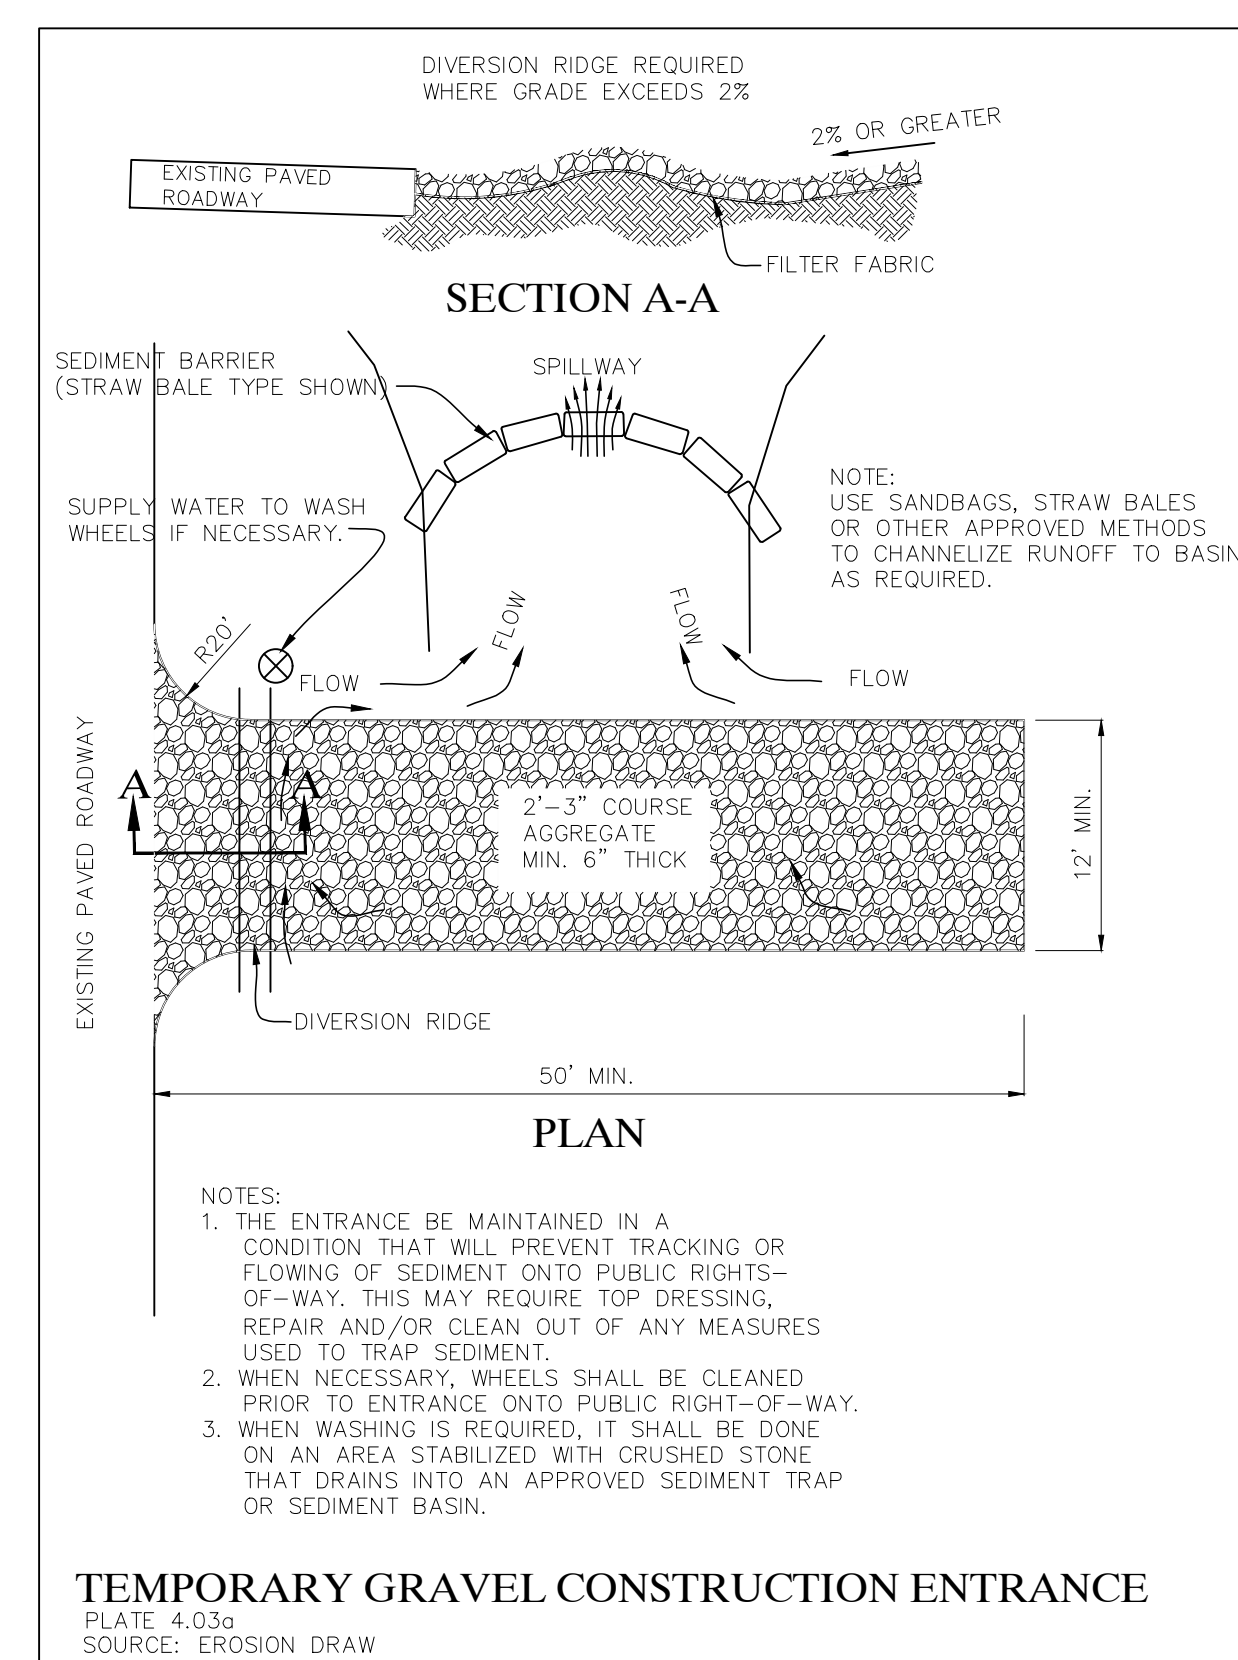 DIVERSION RIDGE REQUIRED
WHERE GRADE EXCEEDS 2%
2% OR GREATER
EXISTING PAVED
ROADWAY
FILTER FABRIC
SECTION A-A
SEDIMENT BARRIER
(STRAW BALE TYPE SHOWN)
SPILLWAY
SUPPLY WATER TO WASH
WHEELS IF NECESSARY.
NOTE:
USE SANDBAGS, STRAW BALES
OR OTHER APPROVED METHODS
TO CHANNELIZE RUNOFF TO BASIN
AS REQUIRED.
R20'
FLOW
FLOW
FLOW
FLOW
EXISTING PAVED ROADWAY
A
A
2'-3" COURSE
AGGREGATE
MIN. 6" THICK
12' MIN.
DIVERSION RIDGE
50' MIN.
PLAN
NOTES:
1. THE ENTRANCE BE MAINTAINED IN A
CONDITION THAT WILL PREVENT TRACKING OR
FLOWING OF SEDIMENT ONTO PUBLIC RIGHTS-
OF-WAY. THIS MAY REQUIRE TOP DRESSING,
REPAIR AND/OR CLEAN OUT OF ANY MEASURES
USED TO TRAP SEDIMENT.
2. WHEN NECESSARY, WHEELS SHALL BE CLEANED
PRIOR TO ENTRANCE ONTO PUBLIC RIGHT-OF-WAY.
3. WHEN WASHING IS REQUIRED, IT SHALL BE DONE
ON AN AREA STABILIZED WITH CRUSHED STONE
THAT DRAINS INTO AN APPROVED SEDIMENT TRAP
OR SEDIMENT BASIN.
TEMPORARY GRAVEL CONSTRUCTION ENTRANCE
PLATE 4.03a
SOURCE: EROSION DRAW